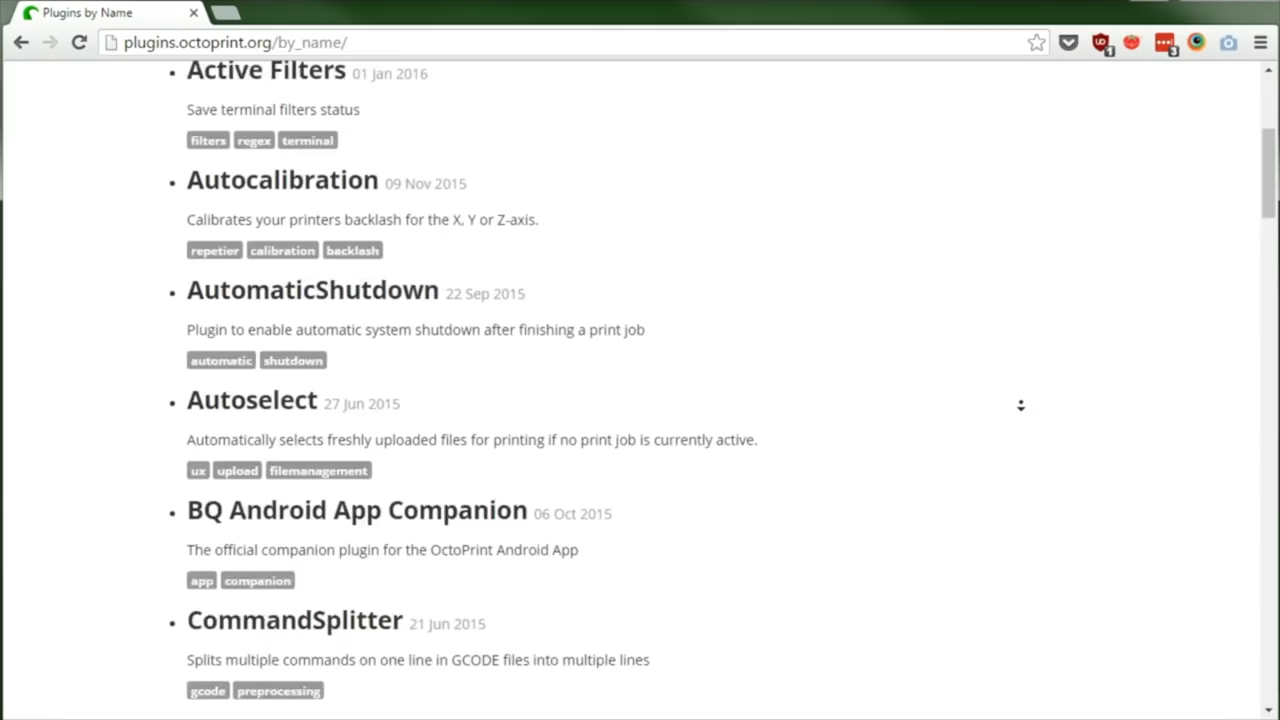 Plugins by Name
plugins.octoprint.org/by_name/
1
3
Active Filters 01 Jan 2016
Save terminal filters status
filters regex terminal
Autocalibration 09 Nov 2015
Calibrates your printers backlash for the X, Y or Z-axis.
repetier calibration backlash
AutomaticShutdown 22 Sep 2015
Plugin to enable automatic system shutdown after finishing a print job
automatic shutdown
Autoselect 27 Jun 2015
Automatically selects freshly uploaded files for printing if no print job is currently active.
ux upload filemanagement
BQ Android App Companion 06 Oct 2015
The official companion plugin for the OctoPrint Android App
app companion
CommandSplitter 21 Jun 2015
Splits multiple commands on one line in GCODE files into multiple lines
gcode preprocessing